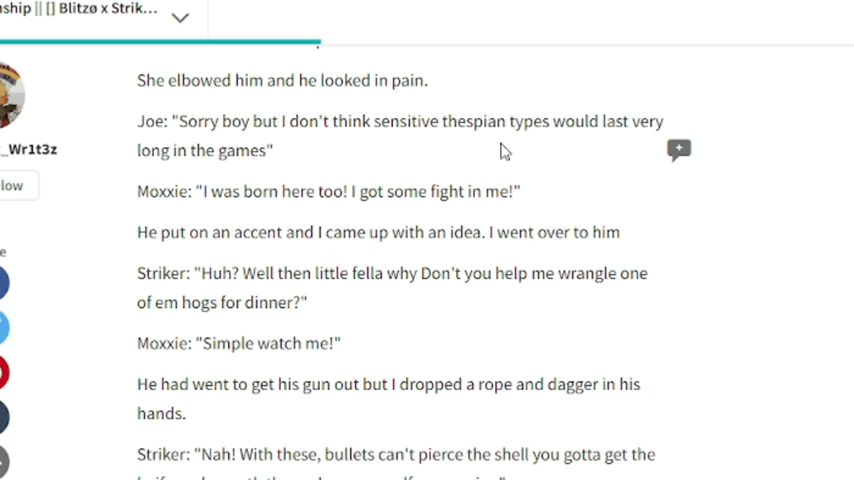 ship || [] Blitzø x Strik...
She elbowed him and he looked in pain.
Joe: "Sorry boy but I don't think sensitive thespian types would last very
long in the games"
_Wr1t3z
low
Moxxie: "I was born here too! I got some fight in me!"
He put on an accent and I came up with an idea. I went over to him
e
Striker: "Huh? Well then little fella why Don't you help me wrangle one
of em hogs for dinner?"
Moxxie: "Simple watch me!"
He had went to get his gun out but I dropped a rope and dagger in his
hands.
Striker: "Nah! With these, bullets can't pierce the shell you gotta get the